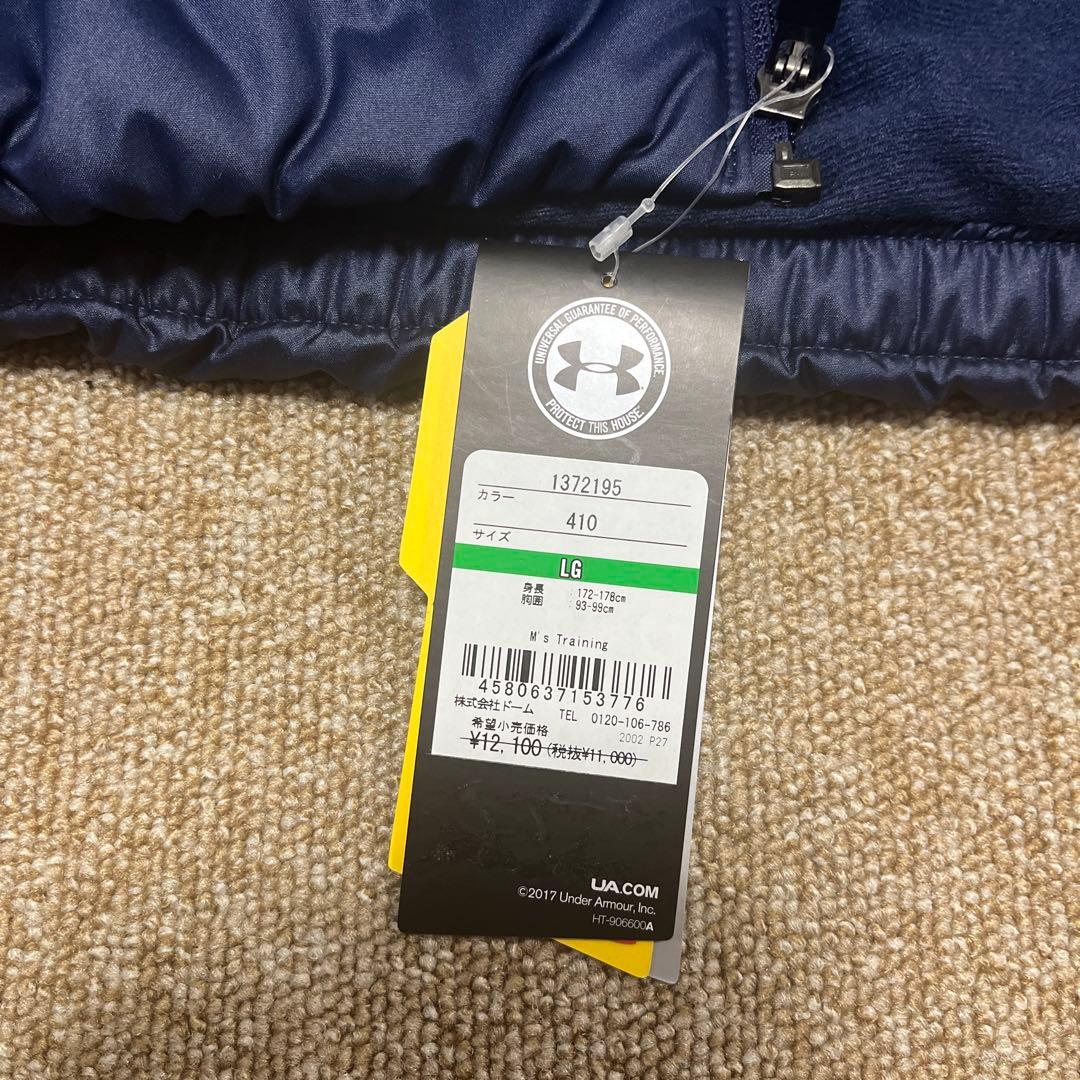 UNIVERSAL GUARANTEE OF PERFORMANCE.
PROTECT THIS HOUSE.
1372195
カラー
410
サイズ
LG
身長 :172-178cm
胸囲 :93-99cm
M's Training
4580637153776
株式会社ドーム TEL 0120-106-786
希望小売価格 2002 P27
¥12,100(税抜¥11,000)
UA.COM
©2017 Under Armour, Inc.
HT-906600A